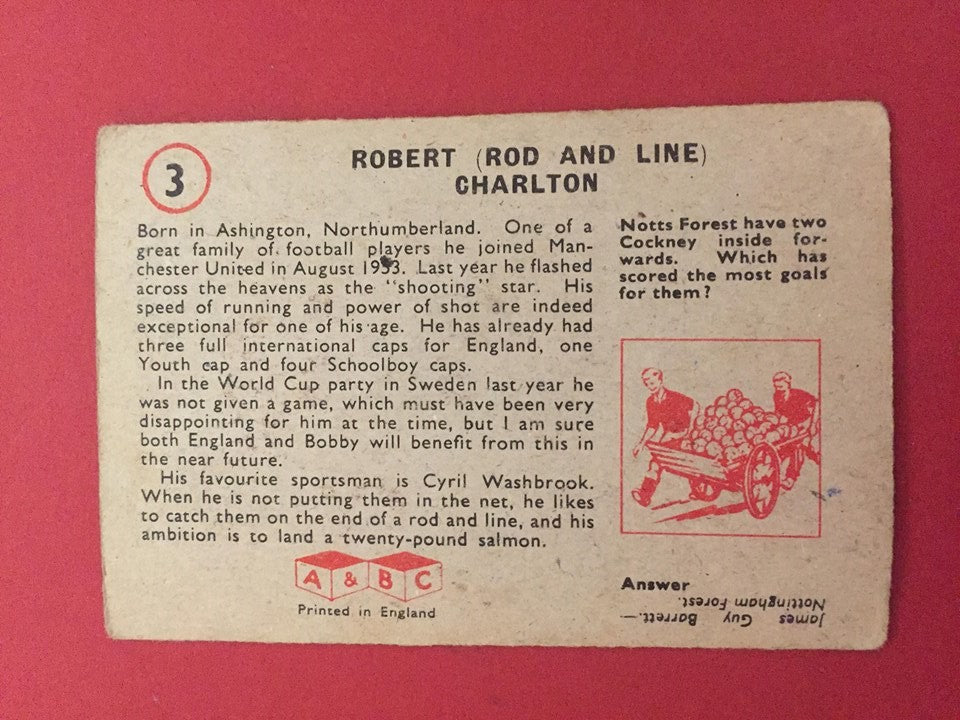 3
ROBERT (ROD AND LINE)
CHARLTON
Born in Ashington, Northumberland. One of a
great family of football players he joined Man-
chester United in August 1953. Last year he flashed
across the heavens as the "shooting" star. His
speed of running and power of shot are indeed
exceptional for one of his age. He has already had
three full international caps for England, one
Youth cap and four Schoolboy caps.
In the World Cup party in Sweden last year he
was not given a game, which must have been very
disappointing for him at the time, but I am sure
both England and Bobby will benefit from this in
the near future.
His favourite sportsman is Cyril Washbrook.
When he is not putting them in the net, he likes
to catch them on the end of a rod and line, and his
ambition is to land a twenty-pound salmon.
A & B C
Printed in England
Notts Forest have two
Cockney inside for-
wards. Which has
scored the most goals
for them?
Answer
James Guy Barrett.—
Nottingham Forest.